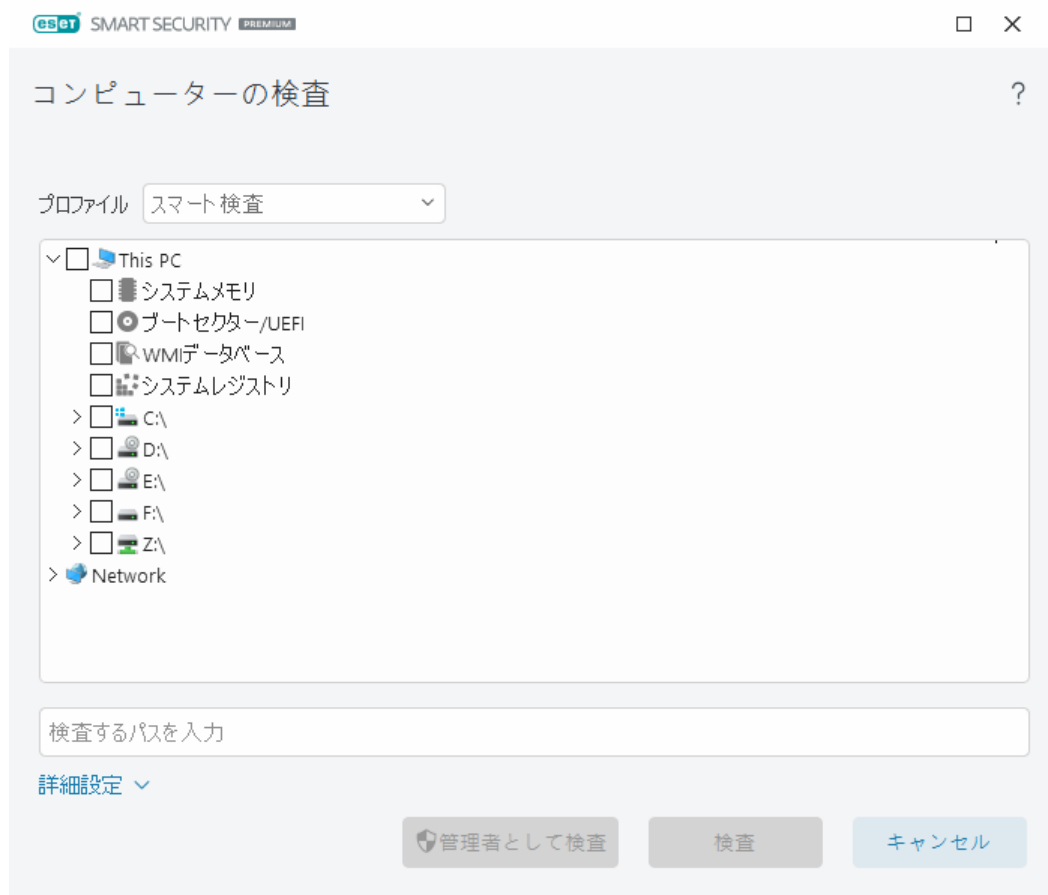 eset SMART SECURITY PREMIUM
コンピューターの検査
?
プロファイル スマート検査
This PC
システムメモリ
ブートセクター/UEFI
WMIデータベース
システムレジストリ
C:\
D:\
E:\
F:\
Z:\
Network
検査するパスを入力
詳細設定
管理者として検査 検査 キャンセル